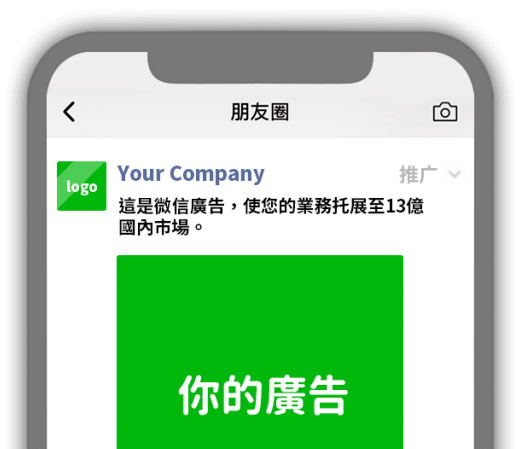 朋友圈
logo
Your Company
推广
這是微信廣告，使您的業務托展至13億
國內市場。
你的廣告